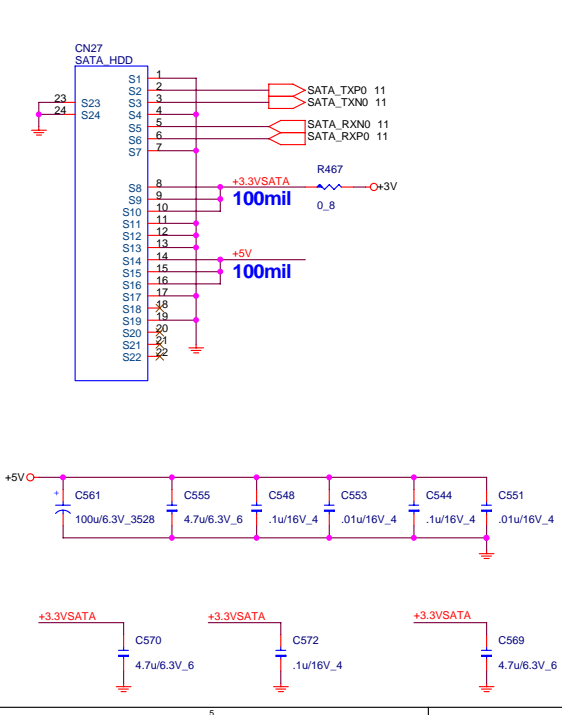 CN27
SATA_HDD
S1 1
S2 2
SATA_TXP0 11
S3 3
SATA_TXN0 11
23 S23
24 S24
S4 4
S5 5
SATA_RXN0 11
S6 6
SATA_RXP0 11
S7 7
R467
S8 8
+3.3VSATA
+3V
S9 9
100mil
0_8
S10 10
S11 11
S12 12
S13 13
S14 14
+5V
S15 15
100mil
S16 16
S17 17
S18 18
S19 19
S20 20
S21 21
S22 22
+5V
+ C561
100u/6.3V_3528
C555
4.7u/6.3V_6
C548
.1u/16V_4
C553
.01u/16V_4
C544
.1u/16V_4
C551
.01u/16V_4
+3.3VSATA
C570
4.7u/6.3V_6
+3.3VSATA
C572
.1u/16V_4
+3.3VSATA
C569
4.7u/6.3V_6
5